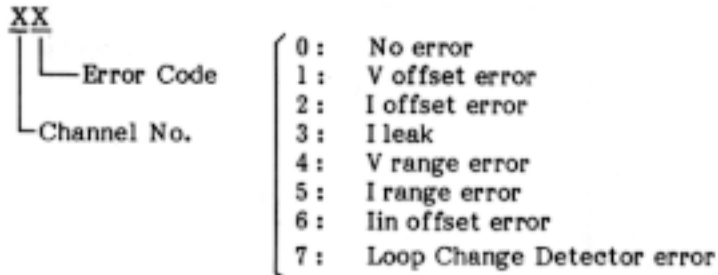 XX
Error Code
Channel No.
0: No error
1: V offset error
2: I offset error
3: I leak
4: V range error
5: I range error
6: Iin offset error
7: Loop Change Detector error